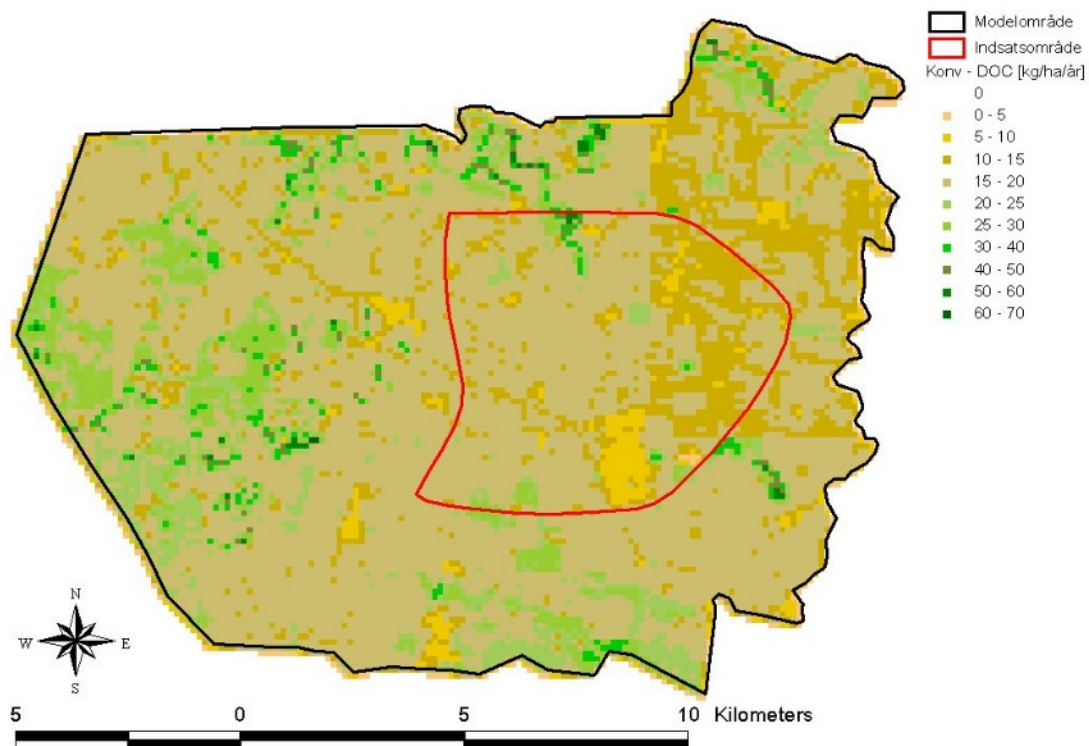 Modelområde
Indsatsområde
Konv - DOC [kg/ha/år]
0
0 - 5
5 - 10
10 - 15
15 - 20
20 - 25
25 - 30
30 - 40
40 - 50
50 - 60
60 - 70
N
W E
S
5 0 5 10 Kilometers